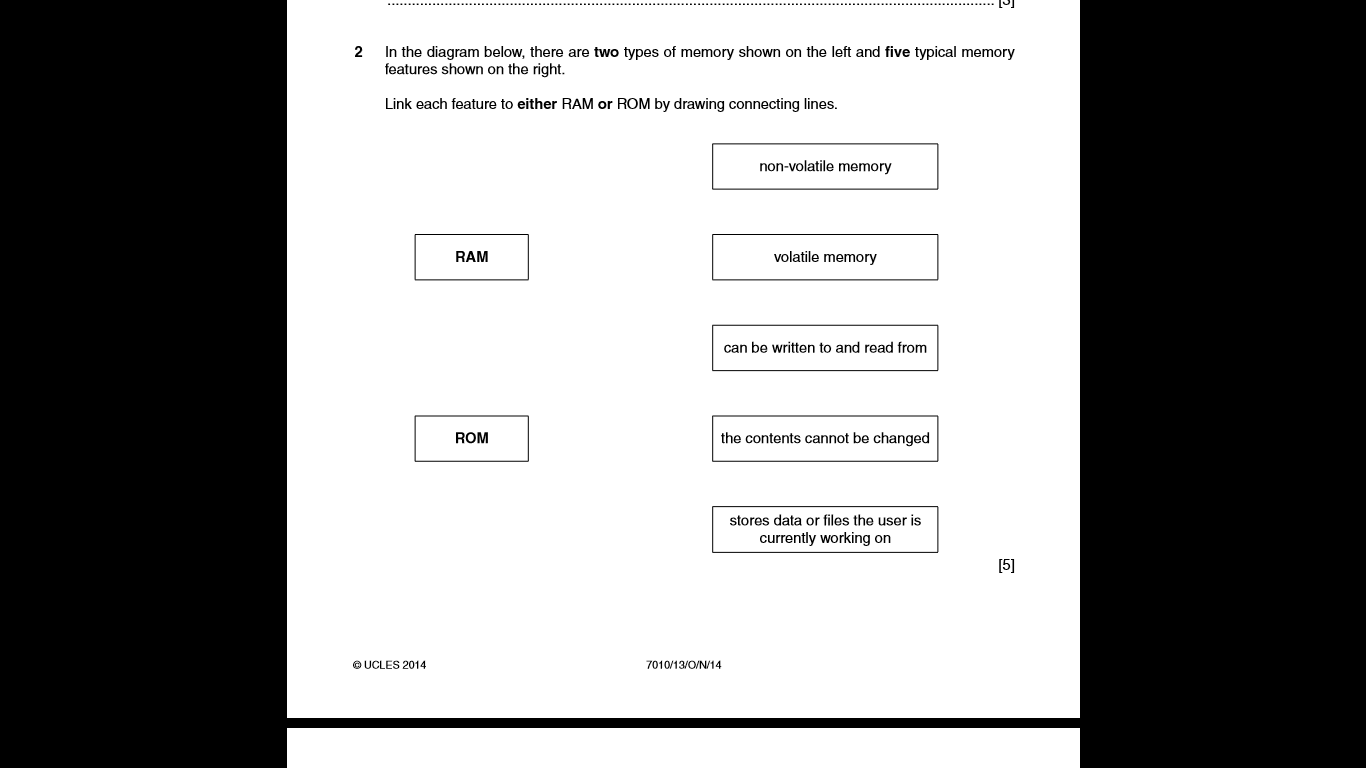 [3]
2 In the diagram below, there are two types of memory shown on the left and five typical memory
features shown on the right.
Link each feature to either RAM or ROM by drawing connecting lines.
non-volatile memory
RAM
volatile memory
can be written to and read from
ROM
the contents cannot be changed
stores data or files the user is
currently working on
[5]
© UCLES 2014
7010/13/O/N/14